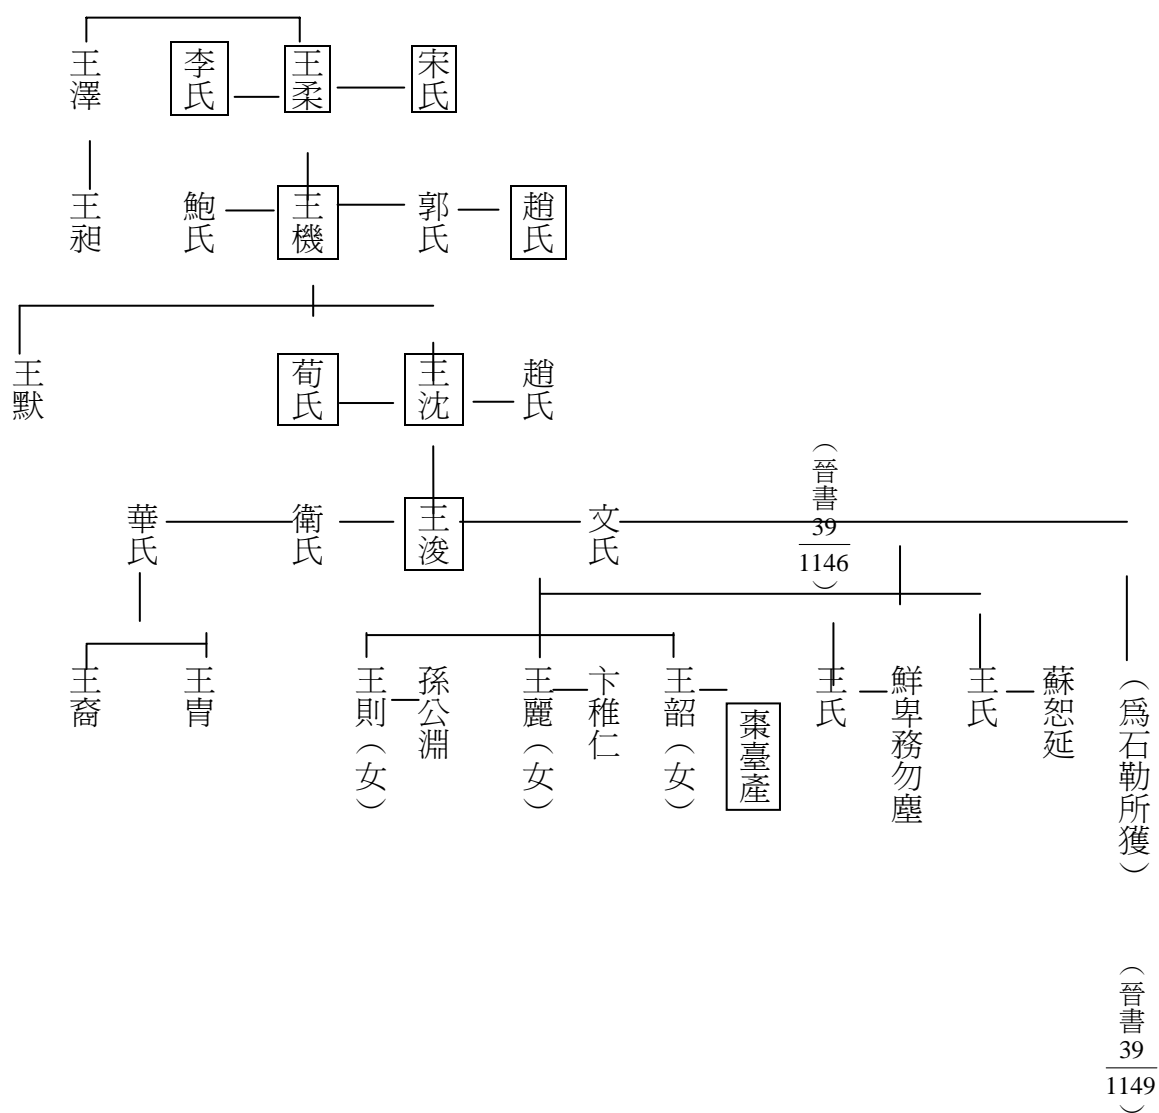 王澤
李氏
王柔
宋氏
王昶
鮑氏
王機
郭氏
趙氏
王默
荀氏
王沈
趙氏
華氏
衛氏
王浚
文氏
（晉書39/1146）
王裔
王冑
王則（女）
孫公淵
王麗（女）
卞稚仁
王韶（女）
棗臺產
王氏
鮮卑務勿塵
王氏
蘇恕延
（爲石勒所獲）
（晉書39/1149）